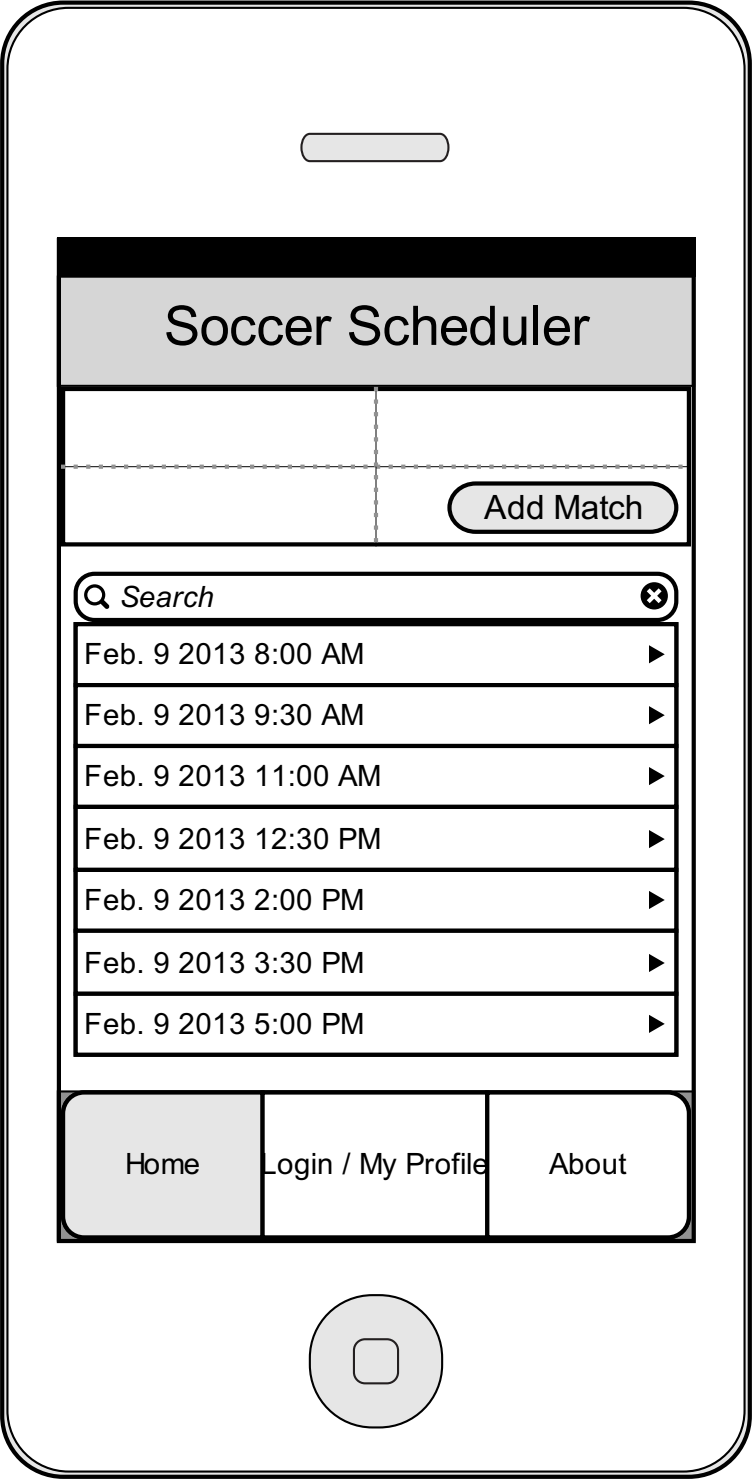 Soccer Scheduler
Add Match
Search
Feb. 9 2013 8:00 AM
Feb. 9 2013 9:30 AM
Feb. 9 2013 11:00 AM
Feb. 9 2013 12:30 PM
Feb. 9 2013 2:00 PM
Feb. 9 2013 3:30 PM
Feb. 9 2013 5:00 PM
Home
Login / My Profile
About